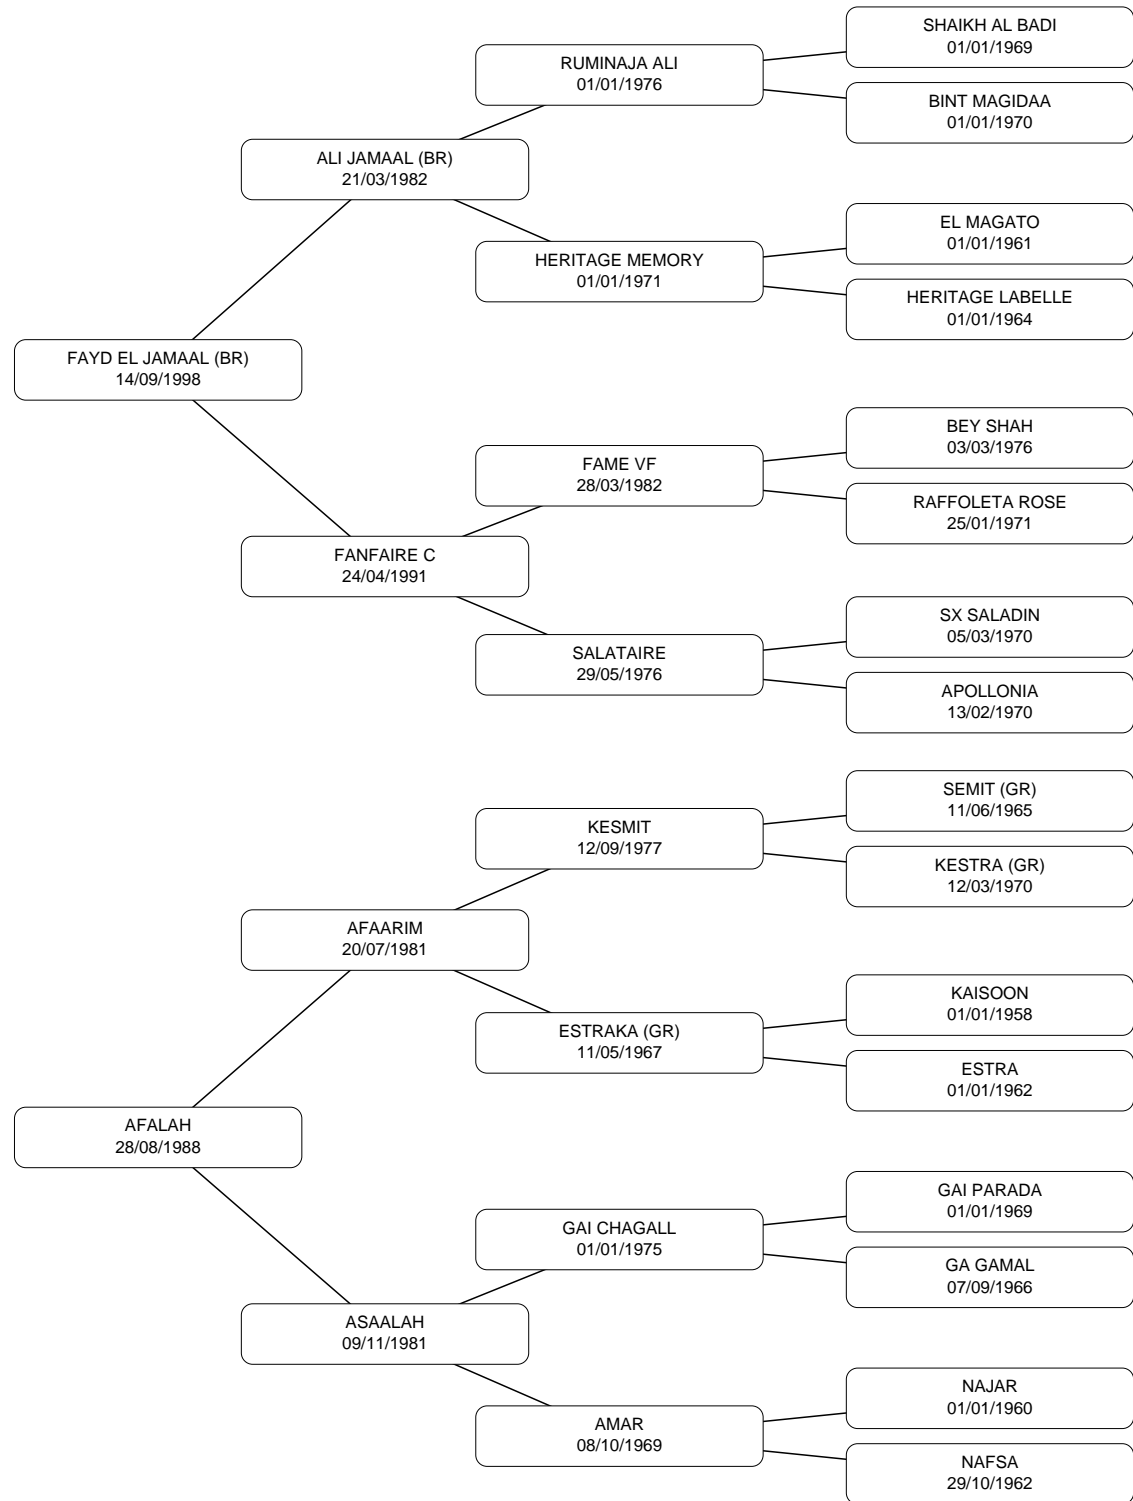 SHAIKH AL BADI
01/01/1969
RUMINAJA ALI
01/01/1976
BINT MAGIDAA
01/01/1970
ALI JAMAAL (BR)
21/03/1982
EL MAGATO
01/01/1961
HERITAGE MEMORY
01/01/1971
HERITAGE LABELLE
01/01/1964
FAYD EL JAMAAL (BR)
14/09/1998
BEY SHAH
03/03/1976
FAME VF
28/03/1982
RAFFOLETA ROSE
25/01/1971
FANFAIRE C
24/04/1991
SX SALADIN
05/03/1970
SALATAIRE
29/05/1976
APOLLONIA
13/02/1970
SEMIT (GR)
11/06/1965
KESMIT
12/09/1977
KESTRA (GR)
12/03/1970
AFAARIM
20/07/1981
KAISOON
01/01/1958
ESTRAKA (GR)
11/05/1967
ESTRA
01/01/1962
AFALAH
28/08/1988
GAI PARADA
01/01/1969
GAI CHAGALL
01/01/1975
GA GAMAL
07/09/1966
ASAALAH
09/11/1981
NAJAR
01/01/1960
AMAR
08/10/1969
NAFSA
29/10/1962